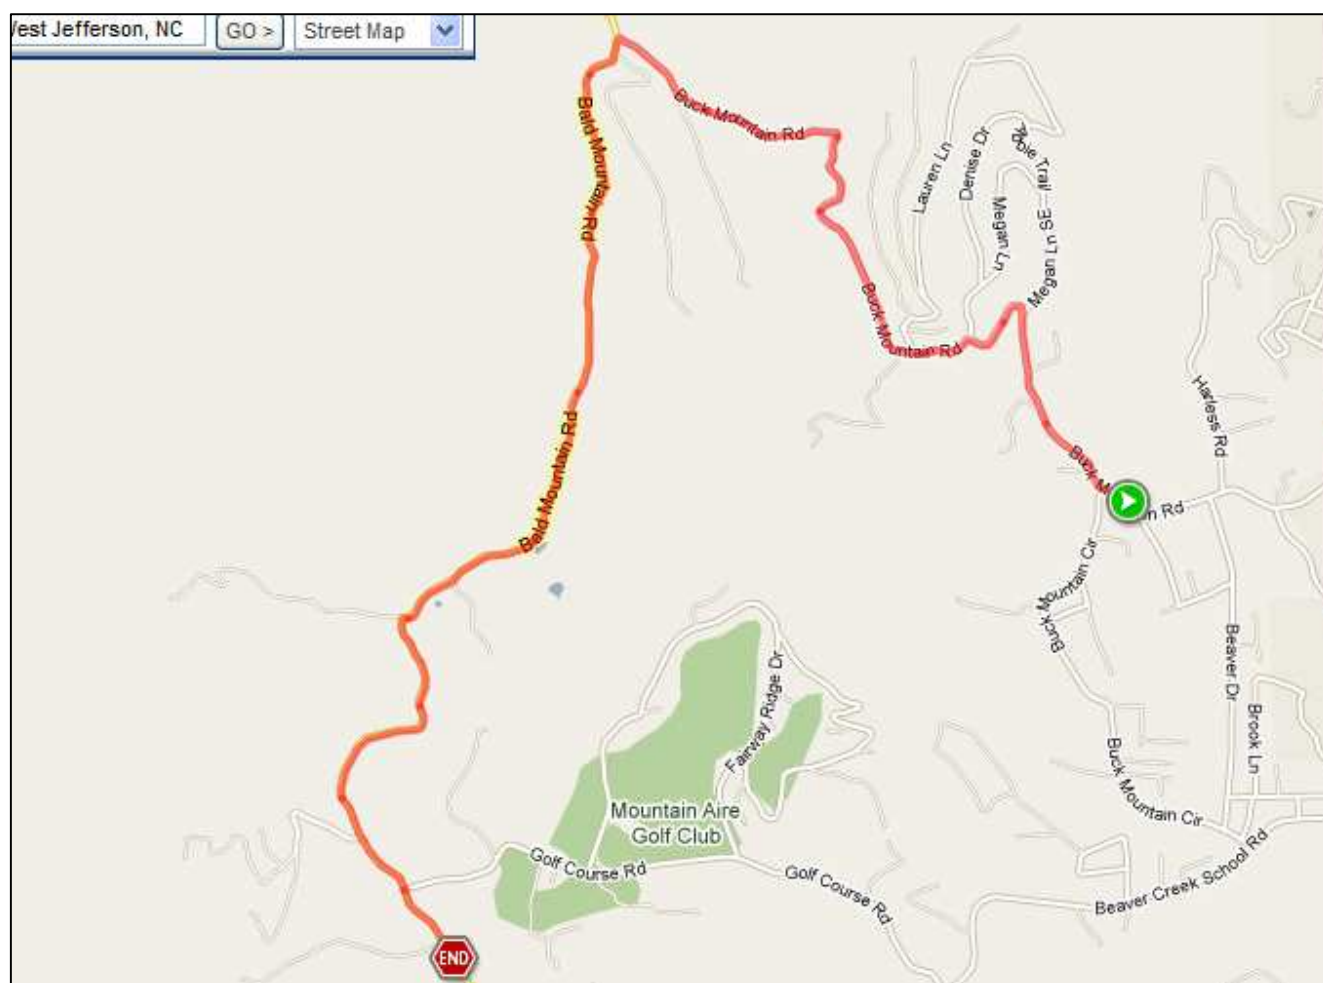 West Jefferson, NC
GO >
Street Map
Buck Mountain Rd
Bald Mountain Rd
Lauren Ln
Denise Dr
Trail
Megan Ln
Megan Ln SE
Buck Mountain Rd
Harless Rd
Bald Mountain Rd
Buck M
n Rd
Buck Mountain Cir
Beaver Dr
Fairway Ridge Dr
Brook Ln
Buck Mountain Cir
Mountain Aire
Golf Club
Golf Course Rd
Golf Course Rd
Beaver Creek School Rd
END